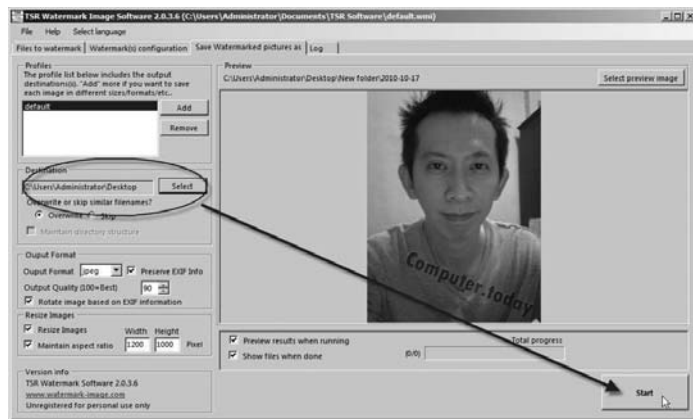 TSR Watermark Image Software 2.0.3.6 (C:\Users\Administrator\Documents\TSR Software\default.wmi)
File Help Select language
Files to watermark Watermark(s) configuration Save Watermarked pictures as Log
Profiles
The profile list below includes the output
destinations(s). "Add" more if you want to save
each image in different sizes/formats/etc..
default
Add
Remove
Destination
C:\Users\Administrator\Desktop Select
Overwrite or skip similar filenames?
Overwrite Skip
Maintain directory structure
Ouput Format
Ouput Format jpeg Preserve EXIF Info
Output Quality (100=Best) 90
Rotate image based on EXIF information
Resize Images
Resize Images Width Height
Maintain aspect ratio 1200 1000 Pixel
Version info
TSR Watermark Software 2.0.3.6
www.watermark-image.com
Unregistered for personal use only
Preview
C:\Users\Administrator\Desktop\New folder\2010-10-17 Select preview image
Computer.today
Preview results when running Total progress
Show files when done (0/0)
Start